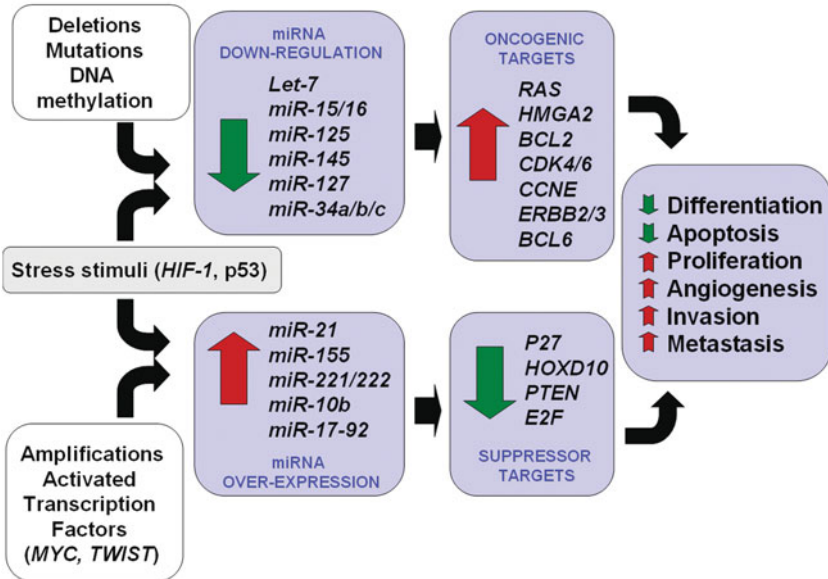 Deletions
Mutations
DNA
methylation
miRNA
DOWN-REGULATION
Let-7
miR-15/16
miR-125
miR-145
miR-127
miR-34a/b/c
ONCOGENIC
TARGETS
RAS
HMGA2
BCL2
CDK4/6
CCNE
ERBB2/3
BCL6
Stress stimuli (HIF-1, p53)
Differentiation
Apoptosis
Proliferation
Angiogenesis
Invasion
Metastasis
miR-21
miR-155
miR-221/222
miR-10b
miR-17-92
miRNA
OVER-EXPRESSION
P27
HOXD10
PTEN
E2F
SUPPRESSOR
TARGETS
Amplifications
Activated
Transcription
Factors
(MYC, TWIST)